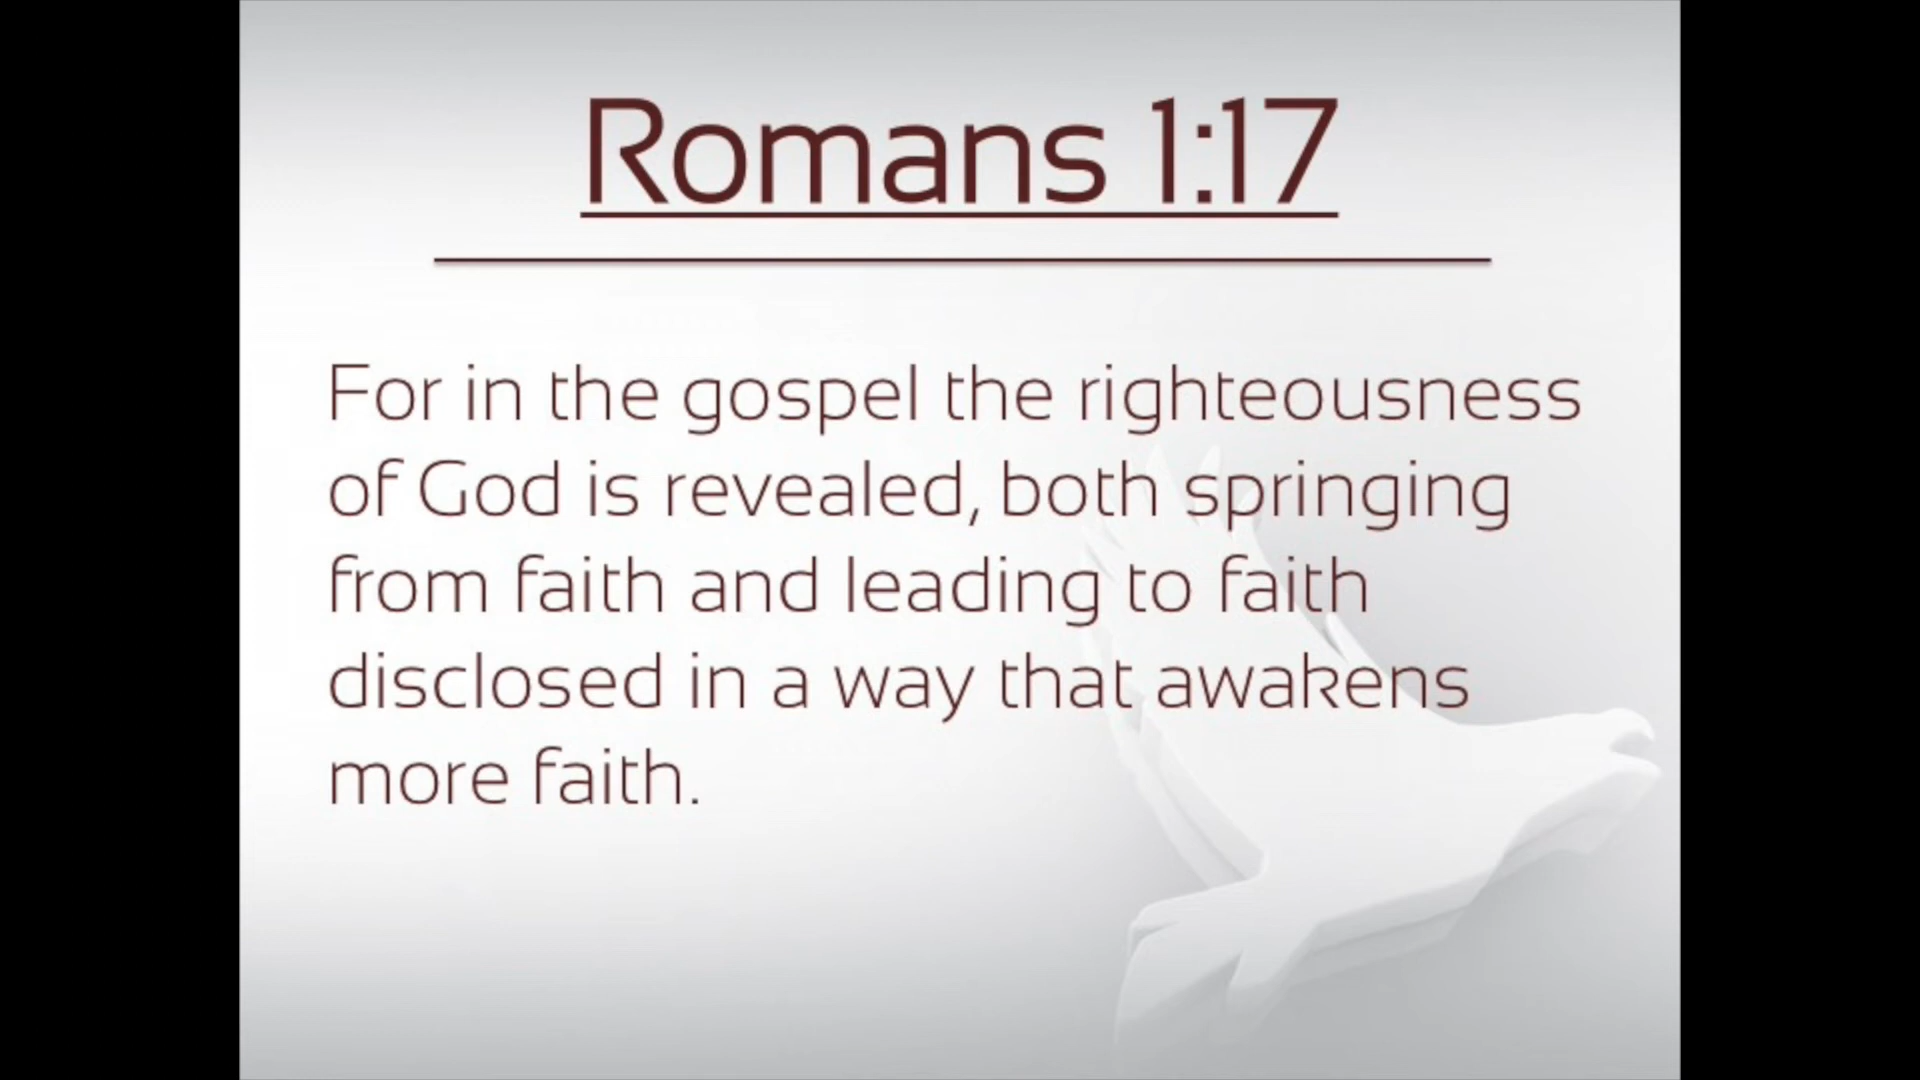 Romans 1:17
For in the gospel the righteousness
of God is revealed, both springing
from faith and leading to faith
disclosed in a way that awakens
more faith.